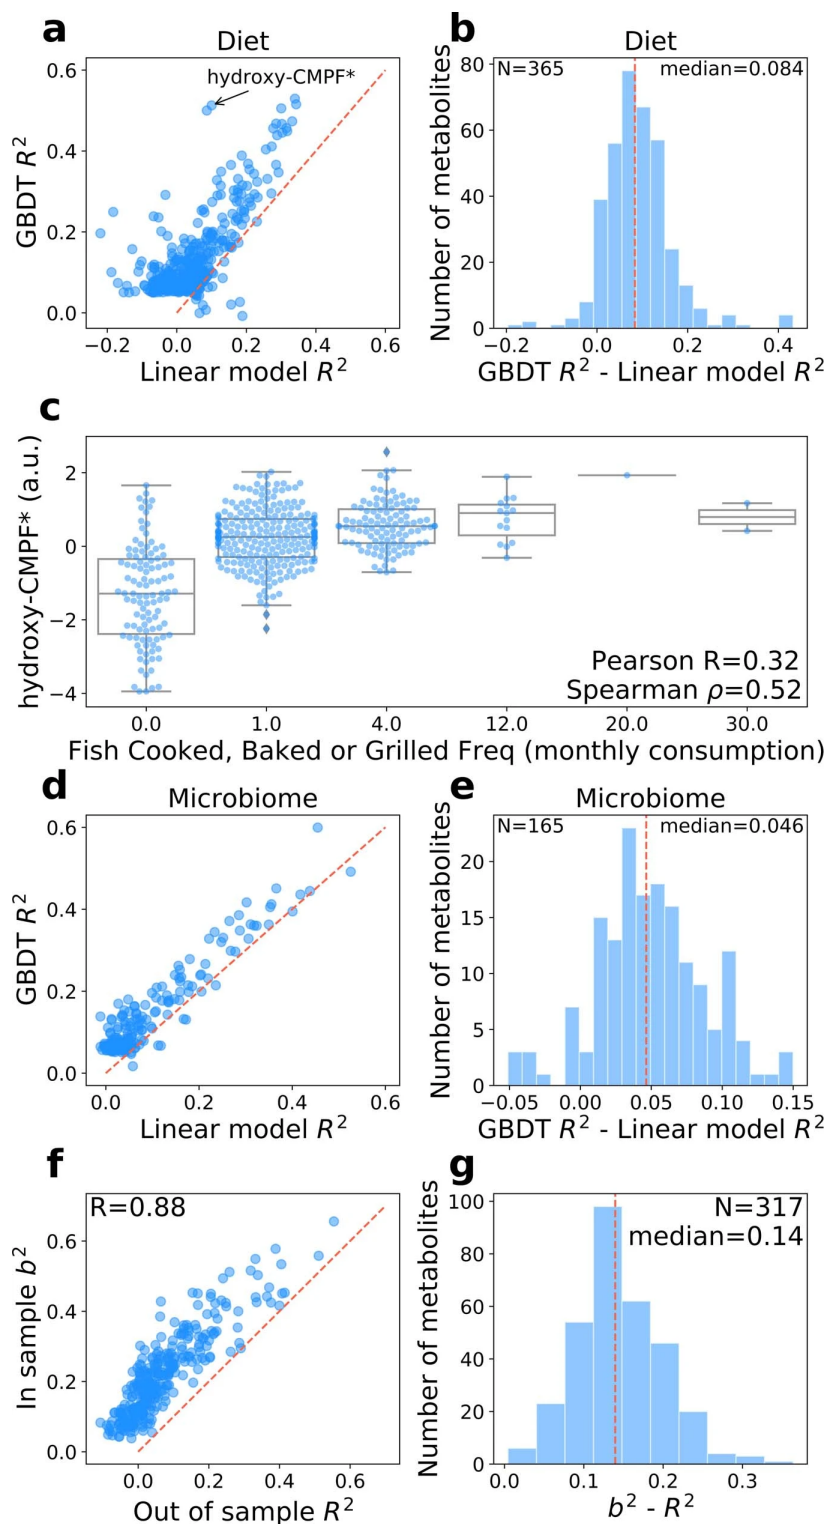 a
Diet
hydroxy-CMPF*
0.6
0.4
0.2
0.0
GBDT R²
−0.2 0.0 0.2 0.4 0.6
Linear model R²
b
Diet
N=365 median=0.084
80
60
40
20
0
Number of metabolites
−0.2 0.0 0.2 0.4
GBDT R² - Linear model R²
c
2
0
−2
−4
hydroxy-CMPF* (a.u.)
Pearson R=0.32
Spearman ρ=0.52
0.0 1.0 4.0 12.0 20.0 30.0
Fish Cooked, Baked or Grilled Freq (monthly consumption)
d
Microbiome
0.6
0.4
0.2
0.0
GBDT R²
0.0 0.2 0.4 0.6
Linear model R²
e
Microbiome
N=165 median=0.046
20
15
10
5
0
Number of metabolites
−0.05 0.00 0.05 0.10 0.15
GBDT R² - Linear model R²
f
R=0.88
0.6
0.4
0.2
0.0
In sample b²
0.0 0.2 0.4 0.6
Out of sample R²
g
N=317
median=0.14
100
80
60
40
20
0
Number of metabolites
0.0 0.1 0.2 0.3
b² - R²